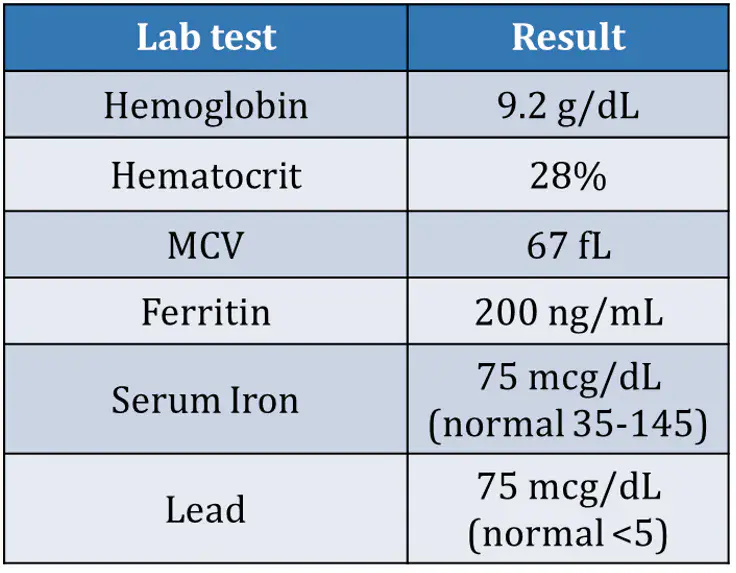 Lab test Result
Hemoglobin 9.2 g/dL
Hematocrit 28%
MCV 67 fL
Ferritin 200 ng/mL
Serum Iron 75 mcg/dL
(normal 35-145)
Lead 75 mcg/dL
(normal <5)